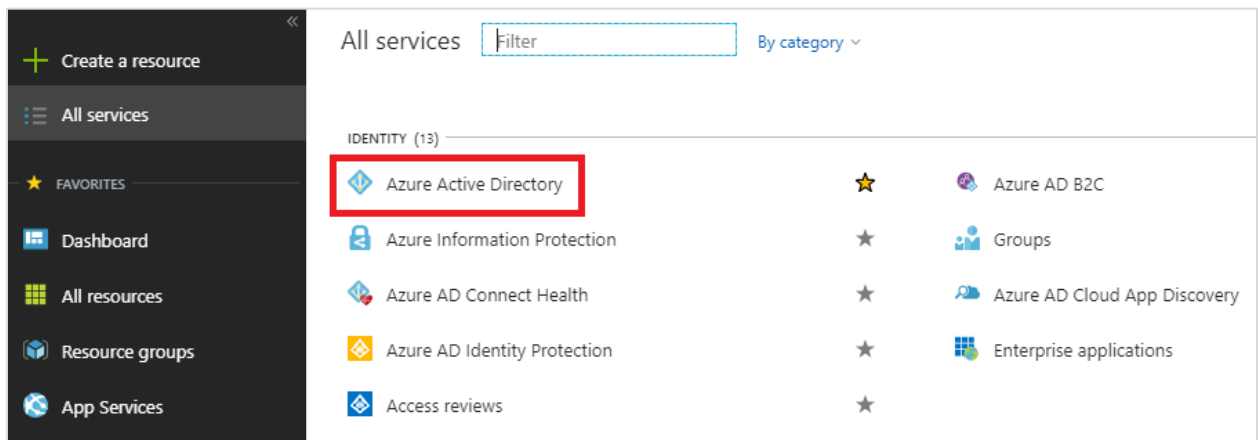 «
Create a resource
All services
FAVORITES
Dashboard
All resources
Resource groups
App Services
All services Filter By category
IDENTITY (13)
Azure Active Directory Azure AD B2C
Azure Information Protection Groups
Azure AD Connect Health Azure AD Cloud App Discovery
Azure AD Identity Protection Enterprise applications
Access reviews